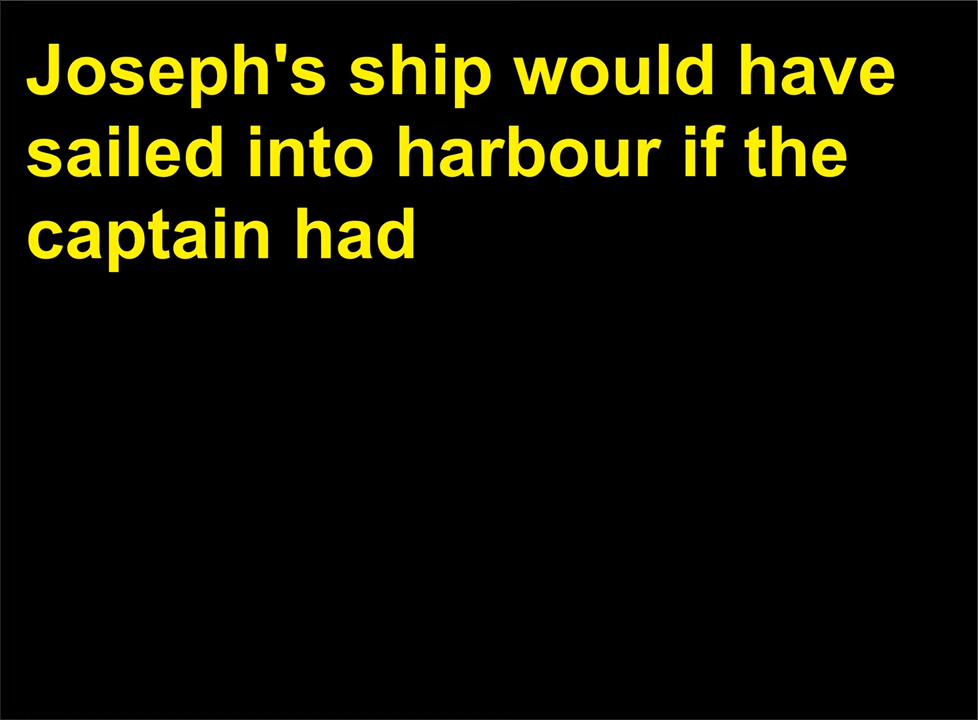 Joseph's ship would have
sailed into harbour if the
captain had